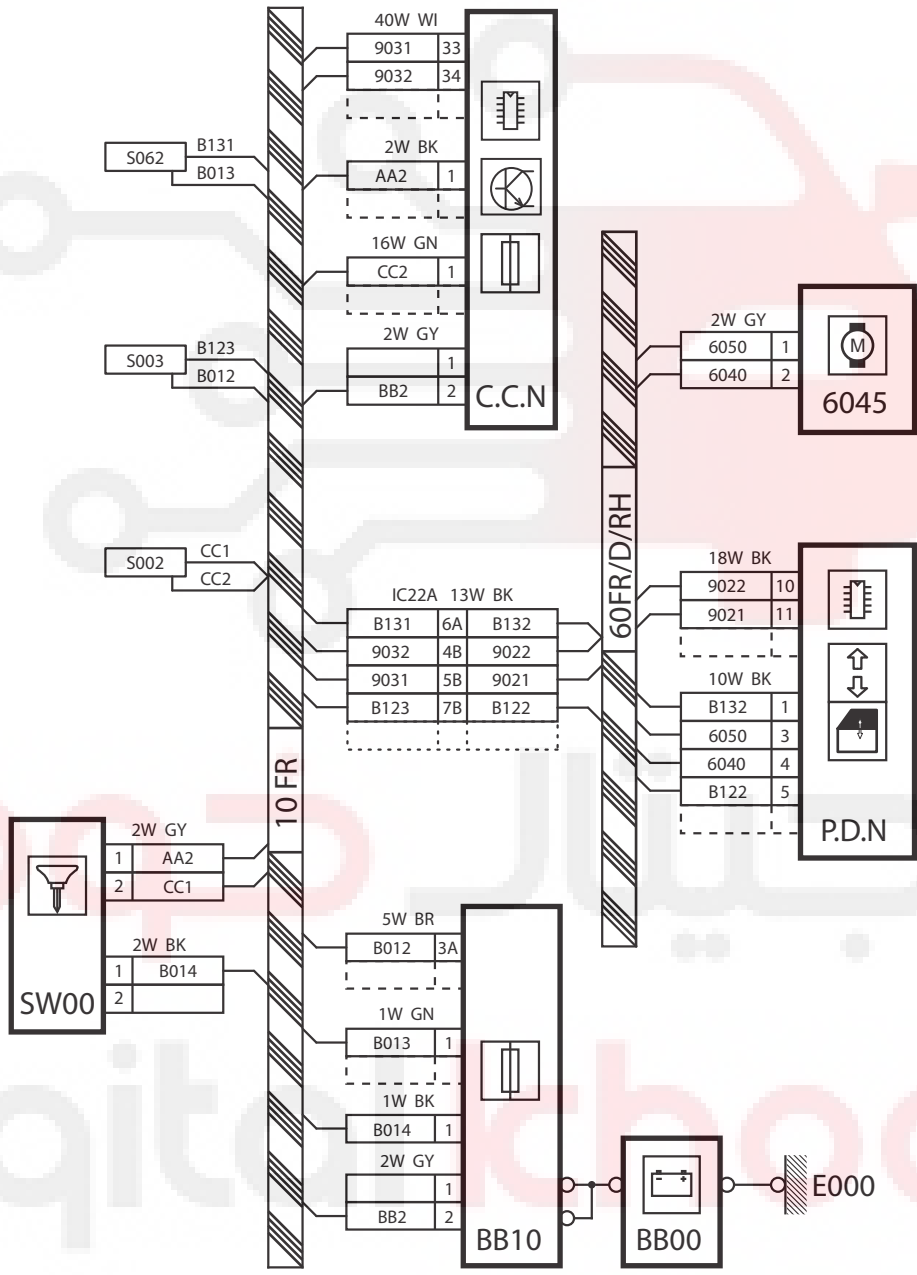 40W WI
9031 33
9032 34
S062
B131
B013
2W BK
AA2 1
16W GN
CC2 1
S003
B123
B012
2W GY
1
BB2 2
C.C.N
2W GY
6050 1
6040 2
6045
S002
CC1
CC2
60FR/D/RH
IC22A 13W BK
B131 6A B132
9032 4B 9022
9031 5B 9021
B123 7B B122
18W BK
9022 10
9021 11
10W BK
B132 1
6050 3
6040 4
B122 5
P.D.N
10 FR
2W GY
1 AA2
2 CC1
2W BK
1 B014
2
SW00
5W BR
B012 3A
1W GN
B013 1
1W BK
B014 1
2W GY
1
BB2 2
BB10
BB00
E000
M